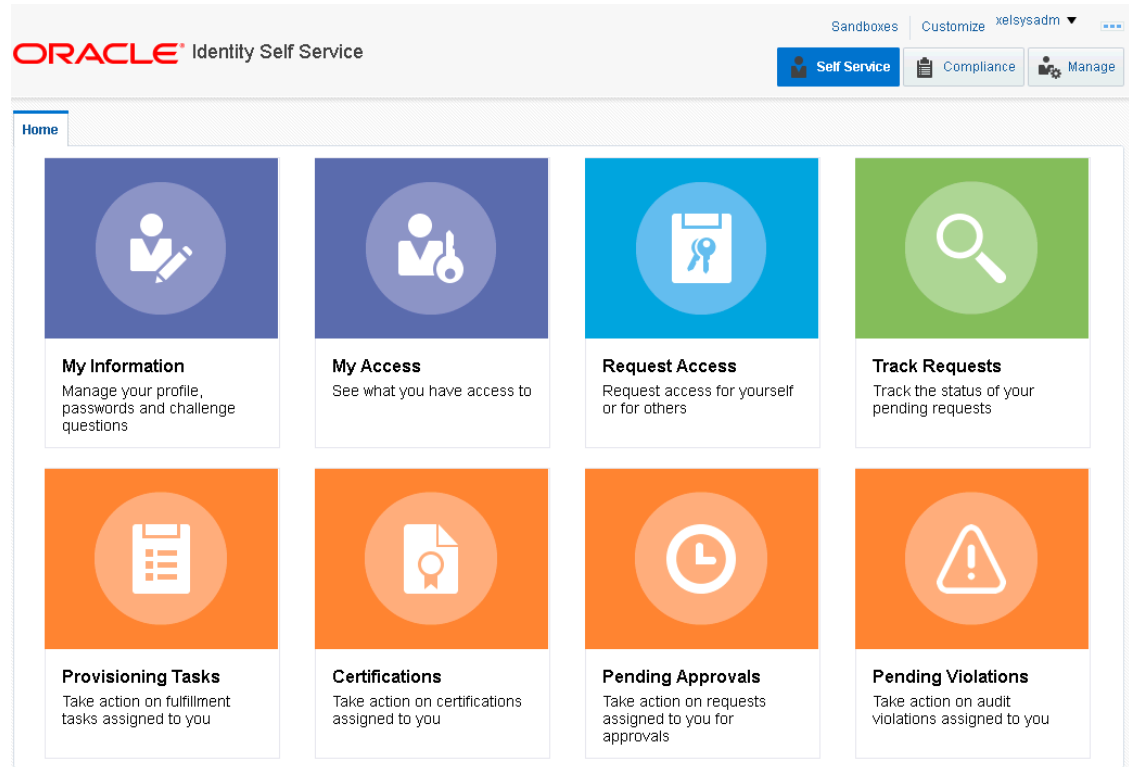 Sandboxes Customize xelsysadm
ORACLE Identity Self Service
Self Service Compliance Manage
Home
My Information
Manage your profile,
passwords and challenge
questions
My Access
See what you have access to
Request Access
Request access for yourself
or for others
Track Requests
Track the status of your
pending requests
Provisioning Tasks
Take action on fulfillment
tasks assigned to you
Certifications
Take action on certifications
assigned to you
Pending Approvals
Take action on requests
assigned to you for
approvals
Pending Violations
Take action on audit
violations assigned to you